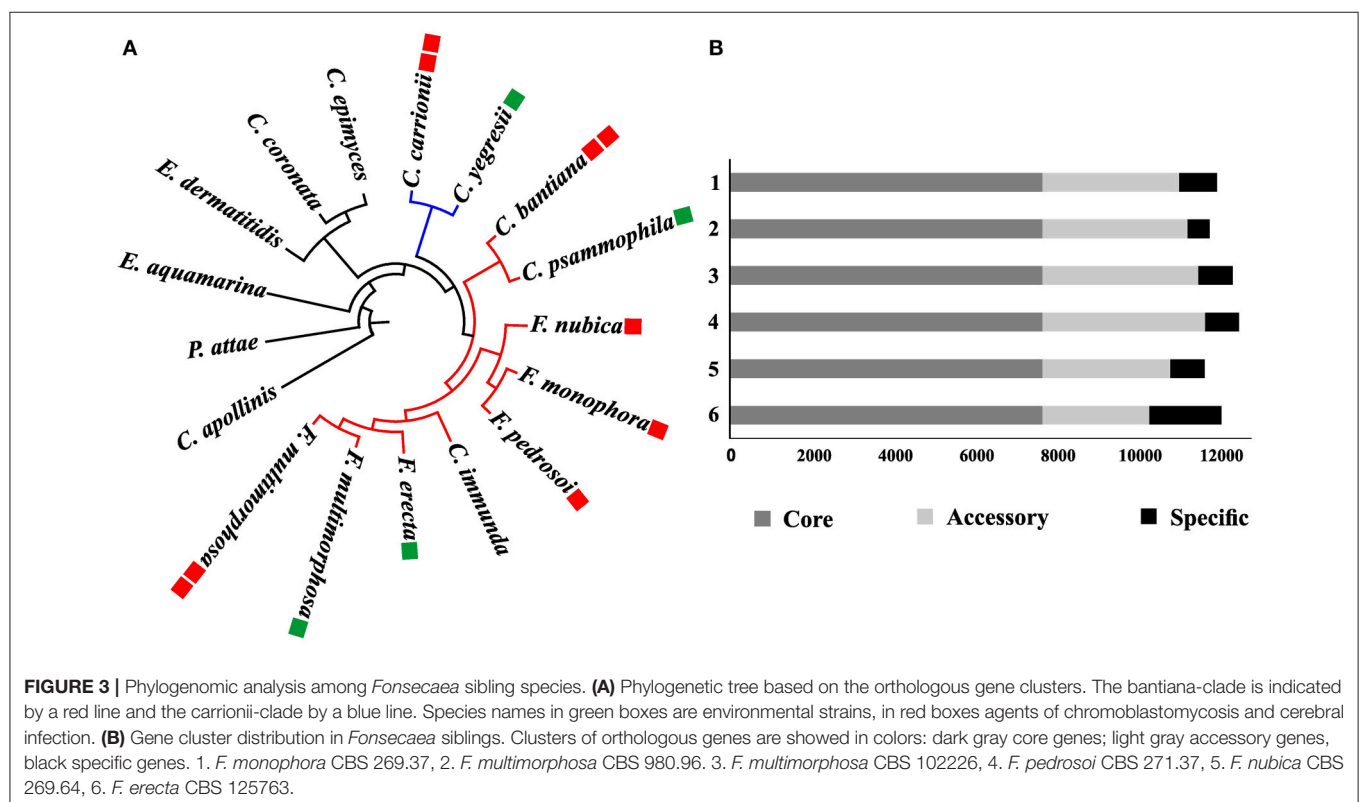 A
B
C. epimyces
C. coronata
E. dermatitidis
E. aquamarina
P. attae
C. apollinis
C. carrionii
C. yegresii
C. bantiana
C. psammophila
F. nubica
F. monophora
F. pedrosoi
C. immunda
F. erecta
F. multimorphosa
F. multimorphosa
1
2
3
4
5
6
0 2000 4000 6000 8000 10000 12000
Core Accessory Specific
FIGURE 3 | Phylogenomic analysis among Fonsecaea sibling species. (A) Phylogenetic tree based on the orthologous gene clusters. The bantiana-clade is indicated
by a red line and the carrionii-clade by a blue line. Species names in green boxes are environmental strains, in red boxes agents of chromoblastomycosis and cerebral
infection. (B) Gene cluster distribution in Fonsecaea siblings. Clusters of orthologous genes are showed in colors: dark gray core genes; light gray accessory genes,
black specific genes. 1. F. monophora CBS 269.37, 2. F. multimorphosa CBS 980.96. 3. F. multimorphosa CBS 102226, 4. F. pedrosoi CBS 271.37, 5. F. nubica CBS
269.64, 6. F. erecta CBS 125763.